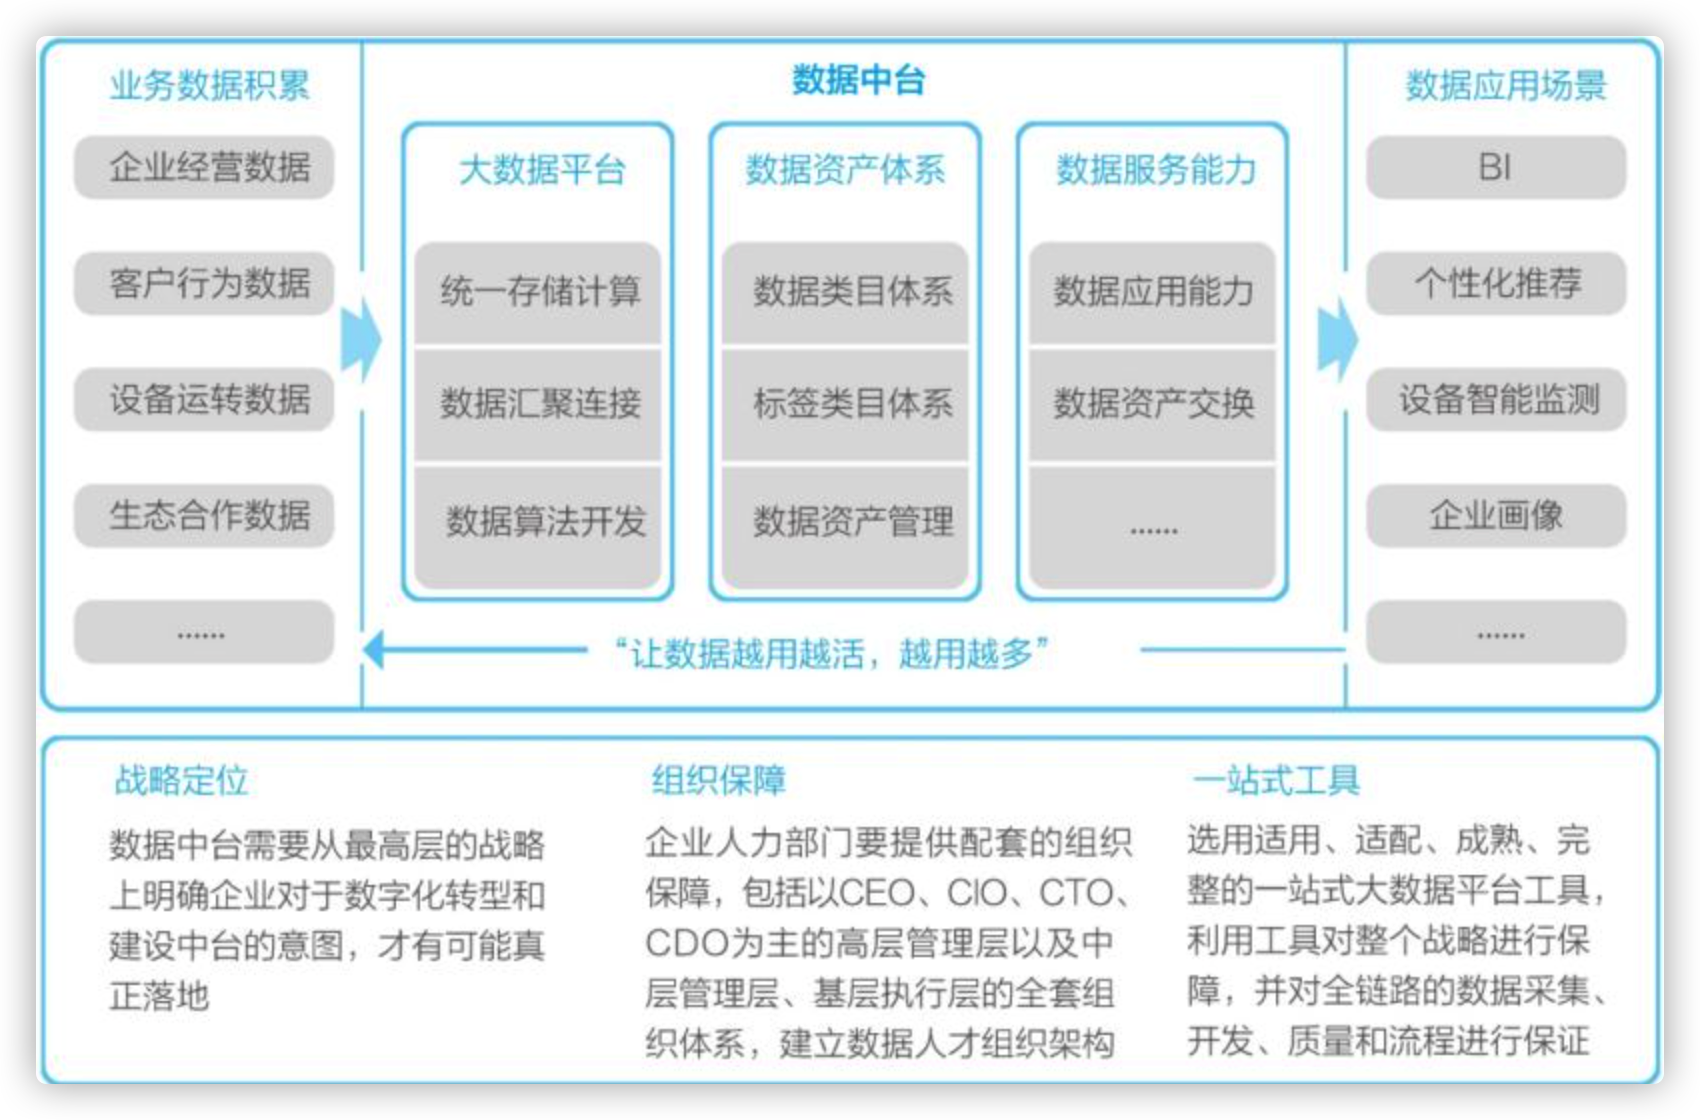 业务数据积累
企业经营数据
客户行为数据
设备运转数据
生态合作数据
......
数据中台
大数据平台
统一存储计算
数据汇聚连接
数据算法开发
数据资产体系
数据类目体系
标签类目体系
数据资产管理
数据服务能力
数据应用能力
数据资产交换
......
“让数据越用越活，越用越多”
数据应用场景
BI
个性化推荐
设备智能监测
企业画像
......
战略定位
数据中台需要从最高层的战略
上明确企业对于数字化转型和
建设中台的意图，才有可能真
正落地
组织保障
企业人力部门要提供配套的组织
保障，包括以CEO、CIO、CTO、
CDO为主的高层管理层以及中
层管理层、基层执行层的全套组
织体系，建立数据人才组织架构
一站式工具
选用适用、适配、成熟、完
整的一站式大数据平台工具，
利用工具对整个战略进行保
障，并对全链路的数据采集、
开发、质量和流程进行保证